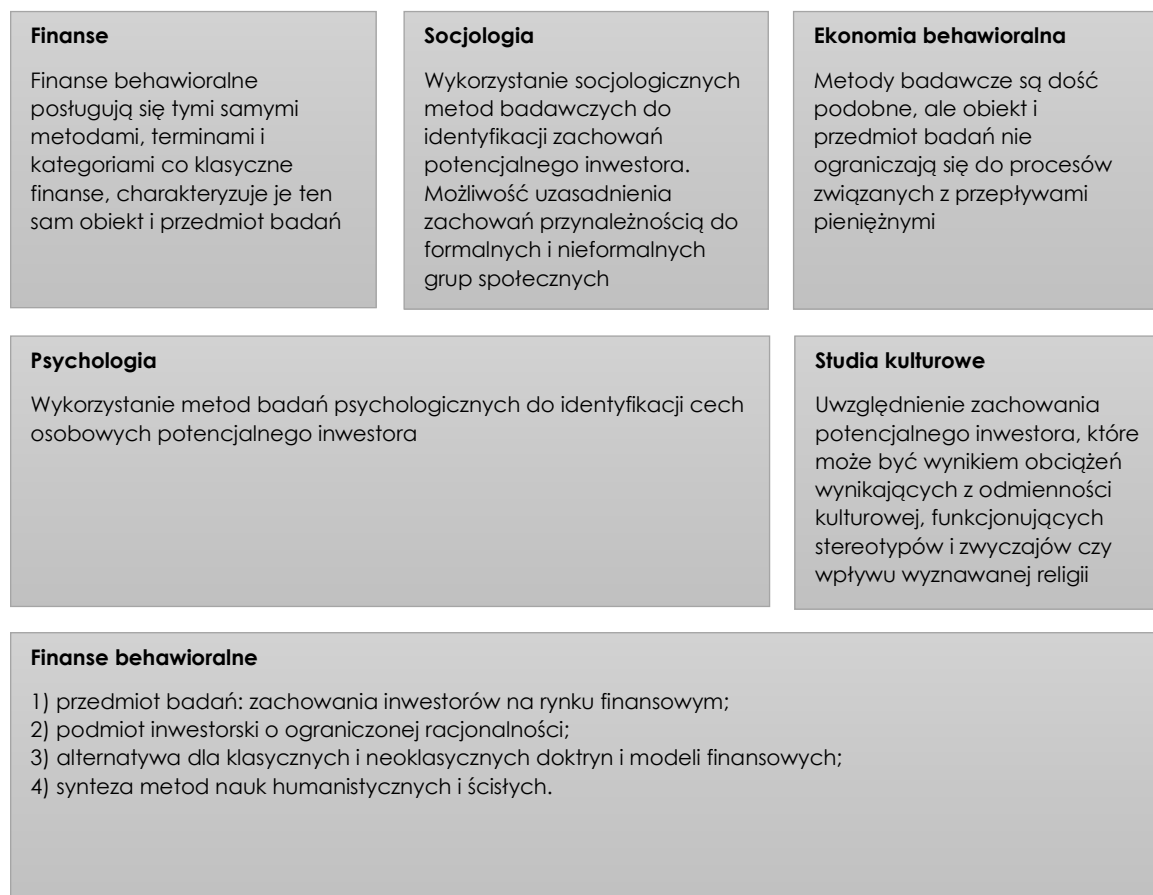 Finanse
Finanse behawioralne
posługują się tymi samymi
metodami, terminami i
kategoriami co klasyczne
finanse, charakteryzuje je ten
sam obiekt i przedmiot badań
Socjologia
Wykorzystanie socjologicznych
metod badawczych do
identyfikacji zachowań
potencjalnego inwestora.
Możliwość uzasadnienia
zachowań przynależnością do
formalnych i nieformalnych
grup społecznych
Ekonomia behawioralna
Metody badawcze są dość
podobne, ale obiekt i
przedmiot badań nie
ograniczają się do procesów
związanych z przepływami
pieniężnymi
Psychologia
Wykorzystanie metod badań psychologicznych do identyfikacji cech
osobowych potencjalnego inwestora
Studia kulturowe
Uwzględnienie zachowania
potencjalnego inwestora, które
może być wynikiem obciążeń
wynikających z odmienności
kulturowej, funkcjonujących
stereotypów i zwyczajów czy
wpływu wyznawanej religii
Finanse behawioralne
1) przedmiot badań: zachowania inwestorów na rynku finansowym;
2) podmiot inwestorski o ograniczonej racjonalności;
3) alternatywa dla klasycznych i neoklasycznych doktryn i modeli finansowych;
4) synteza metod nauk humanistycznych i ścisłych.